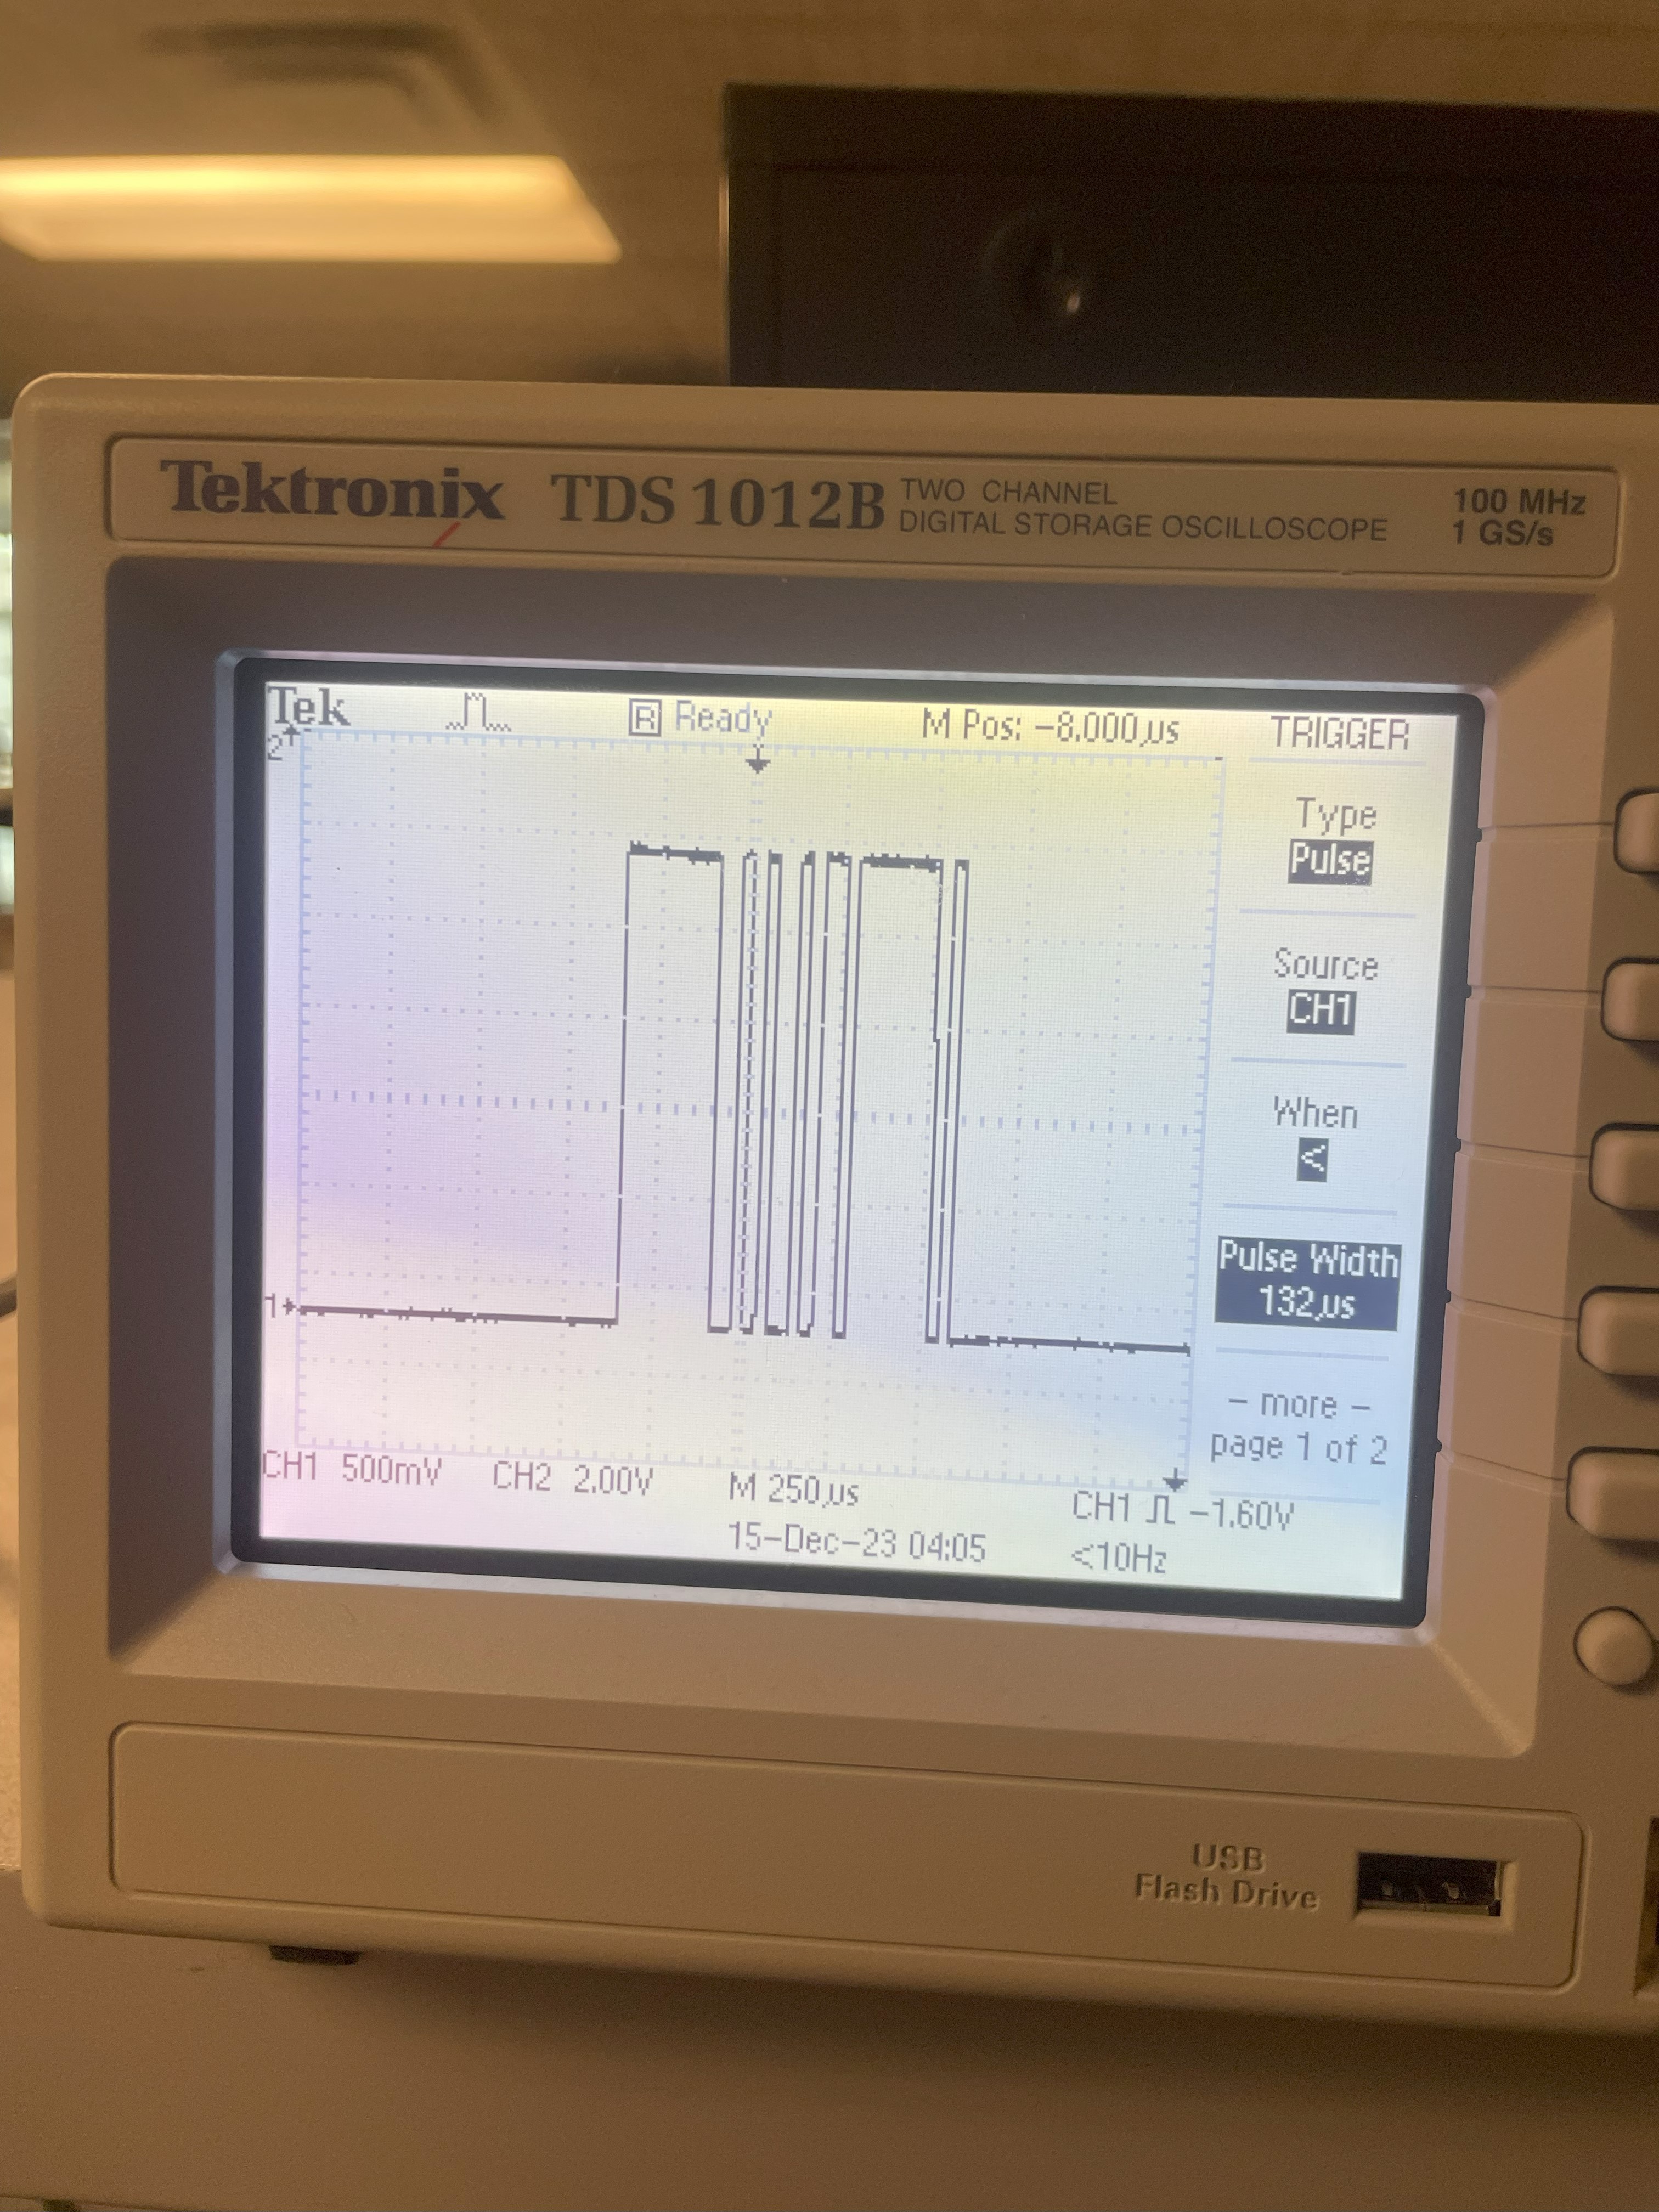 Tektronix TDS 1012B TWO CHANNEL DIGITAL STORAGE OSCILLOSCOPE
100 MHz
1 GS/s
Tek R Ready M Pos: -8.000µs TRIGGER
2
Type
Pulse
Source
CH1
When
<
Pulse Width
132µs
1
- more -
page 1 of 2
CH1 500mV CH2 2.00V M 250µs CH1 -1.60V
15-Dec-23 04:05 <10Hz
USB
Flash Drive